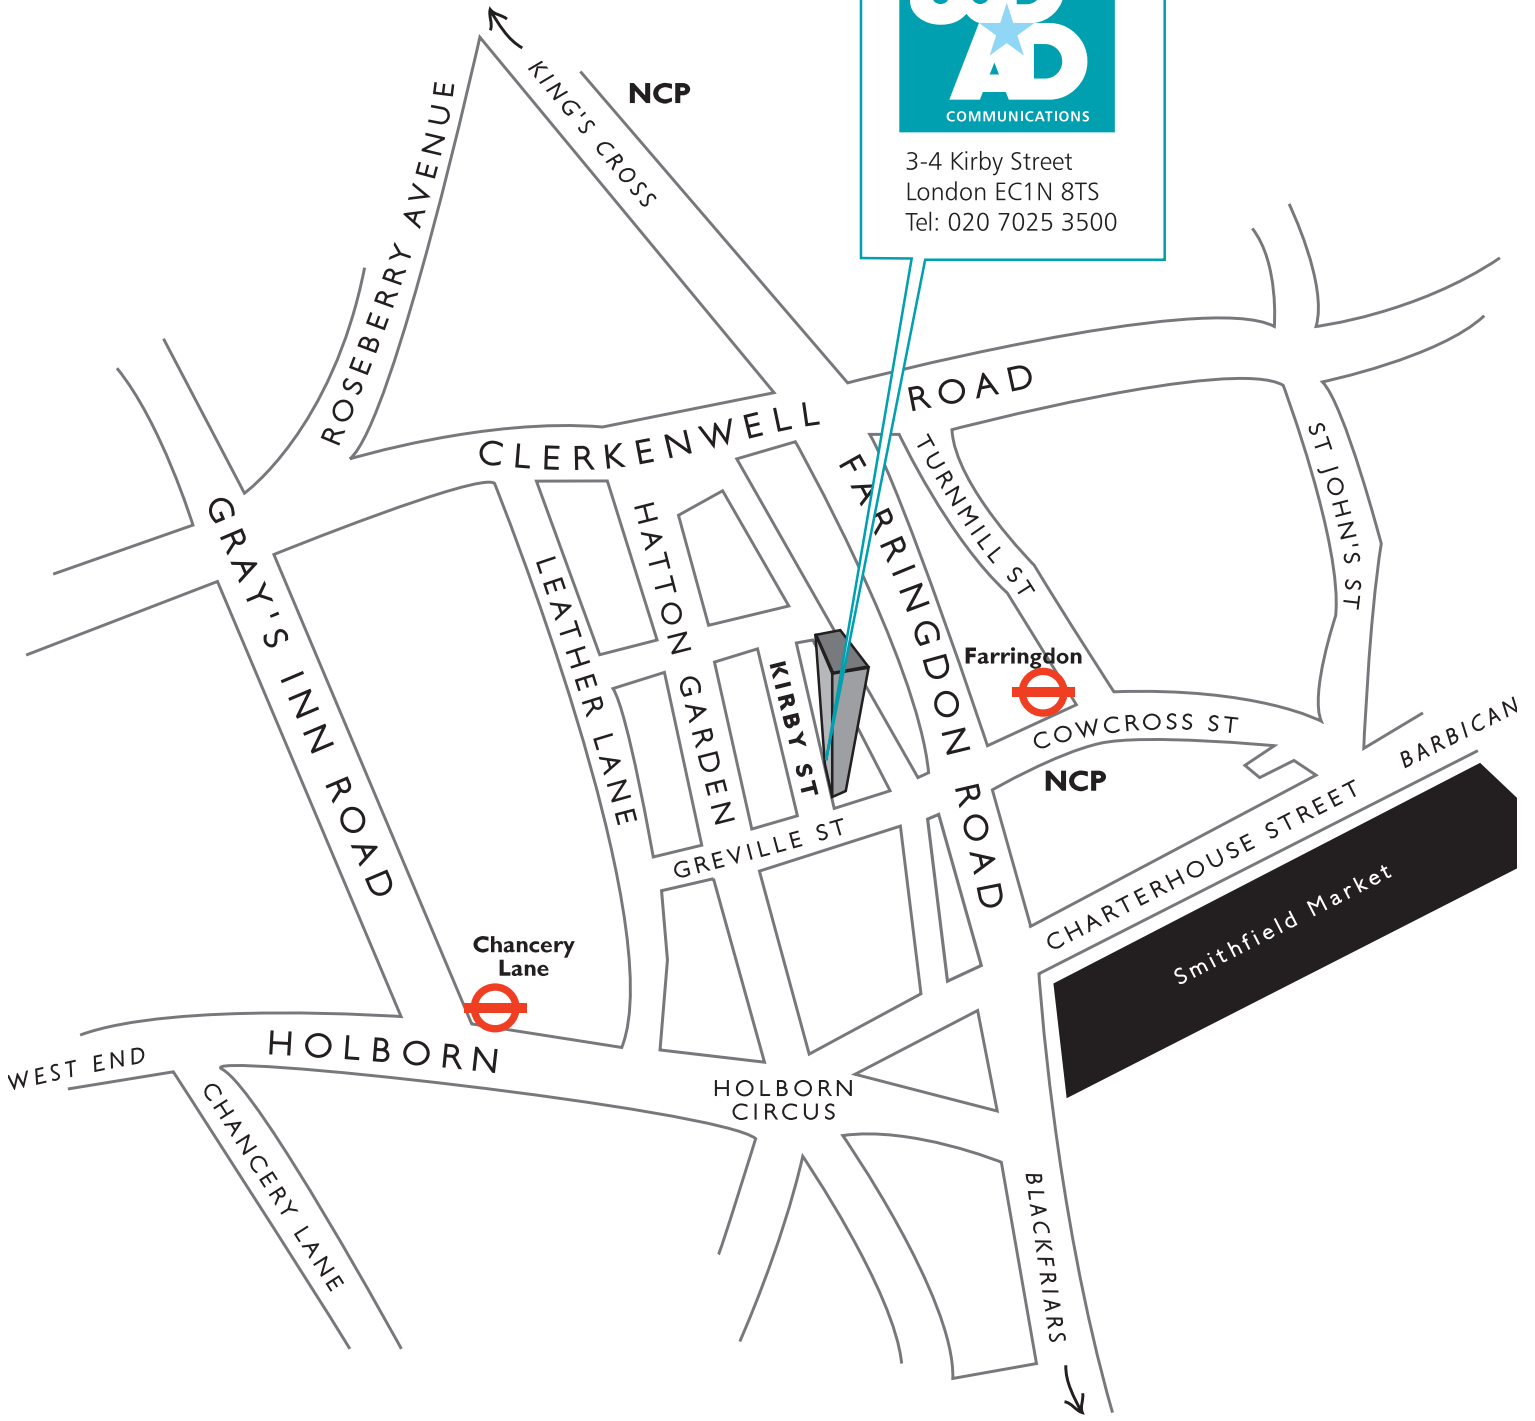 KING'S CROSS
NCP
AD
COMMUNICATIONS
3-4 Kirby Street
London EC1N 8TS
Tel: 020 7025 3500
ROSEBERRY AVENUE
CLERKENWELL ROAD
FARRINGDON ROAD
TURNMILL ST
ST JOHN'S ST
GRAY'S INN ROAD
LEATHER LANE
HATTON GARDEN
KIRBY ST
Farringdon
COWCROSS ST
NCP
BARBICAN
CHARTERHOUSE STREET
Smithfield Market
GREVILLE ST
Chancery
Lane
HOLBORN
WEST END
HOLBORN
CIRCUS
CHANCERY LANE
BLACKFRIARS